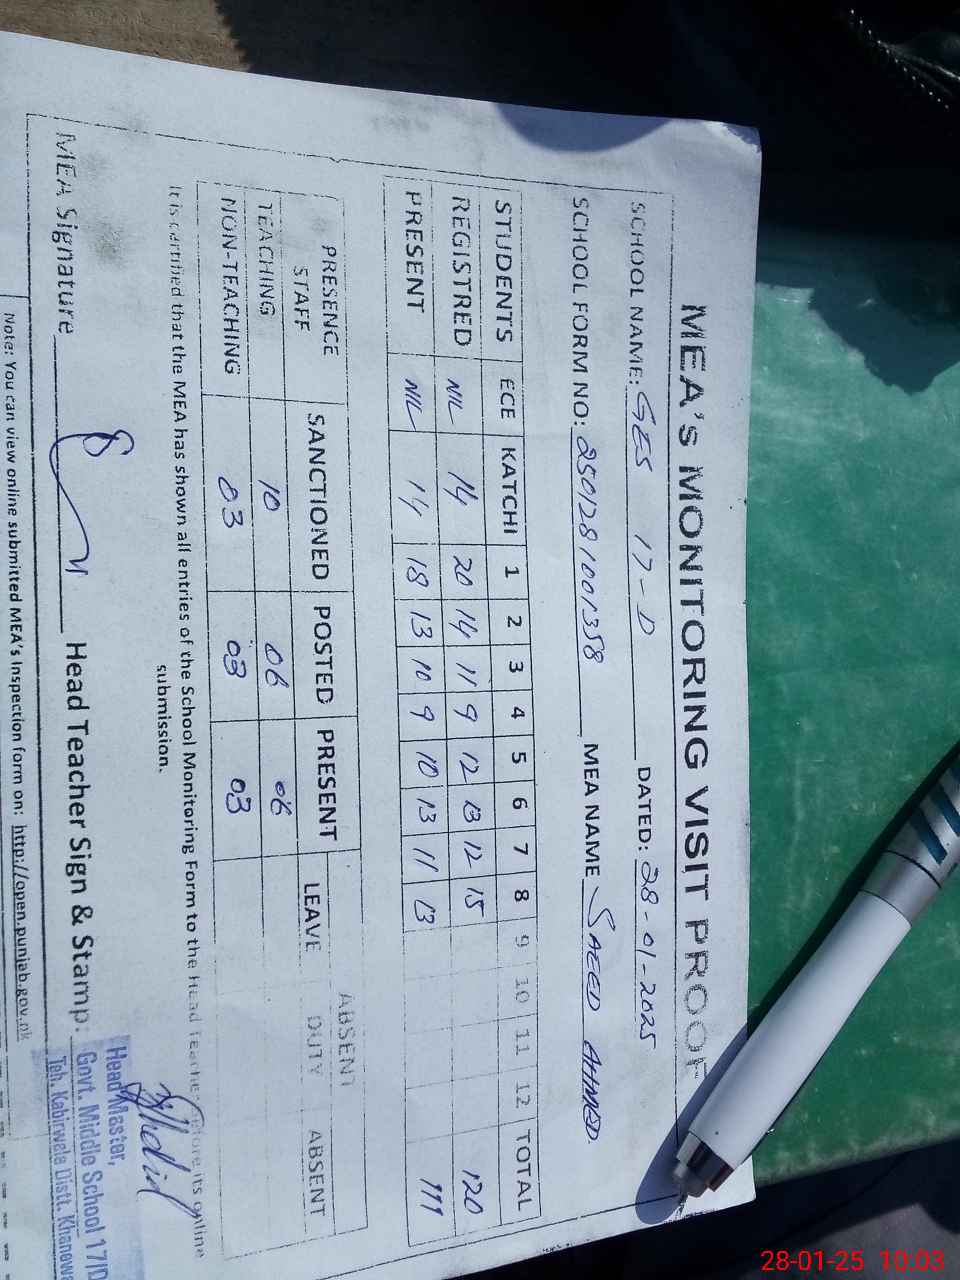 MEA's MONITORING VISIT PROOF
SCHOOL NAME: GES 17-D DATED: 28-01-2025
SCHOOL FORM NO: 2501281001358 MEA NAME SAEED AHMED
STUDENTS ECE KATCHI 1 2 3 4 5 6 7 8 9 10 11 12 TOTAL
REGISTRED NIL 14 20 14 11 9 12 13 12 15 120
PRESENT NIL 14 18 13 10 9 10 13 11 13 111
PRESENCE STAFF SANCTIONED POSTED PRESENT ABSENT
LEAVE DUTY ABSENT
TEACHING 10 06 06
NON-TEACHING 03 03 03
It is certified that the MEA has shown all entries of the School Monitoring Form to the Head Teacher before its online
submission.
MEA Signature Head Teacher Sign & Stamp:
Head Master,
Govt. Middle School 17/D
Teh. Kabirwala Distt. Khanewa
Note: You can view online submitted MEA's Inspection form on: http://open.punjab.gov.pk
28-01-25 10:03